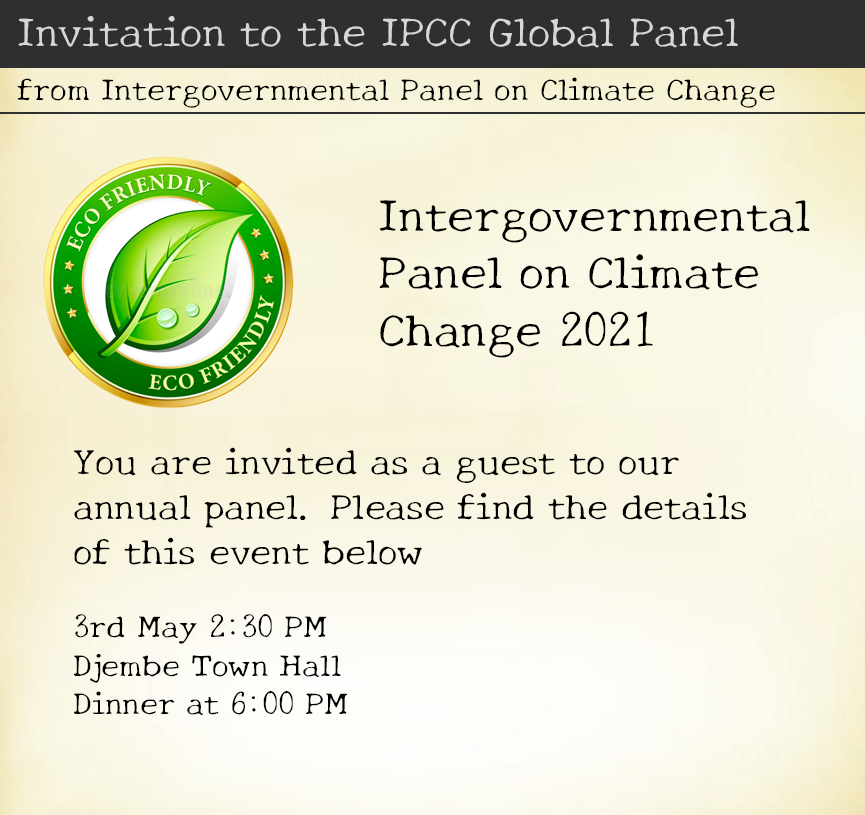 Invitation to the IPCC Global Panel
from Intergovernmental Panel on Climate Change
ECO FRIENDLY
ECO FRIENDLY
Intergovernmental
Panel on Climate
Change 2021
You are invited as a guest to our
annual panel. Please find the details
of this event below
3rd May 2:30 PM
Djembe Town Hall
Dinner at 6:00 PM